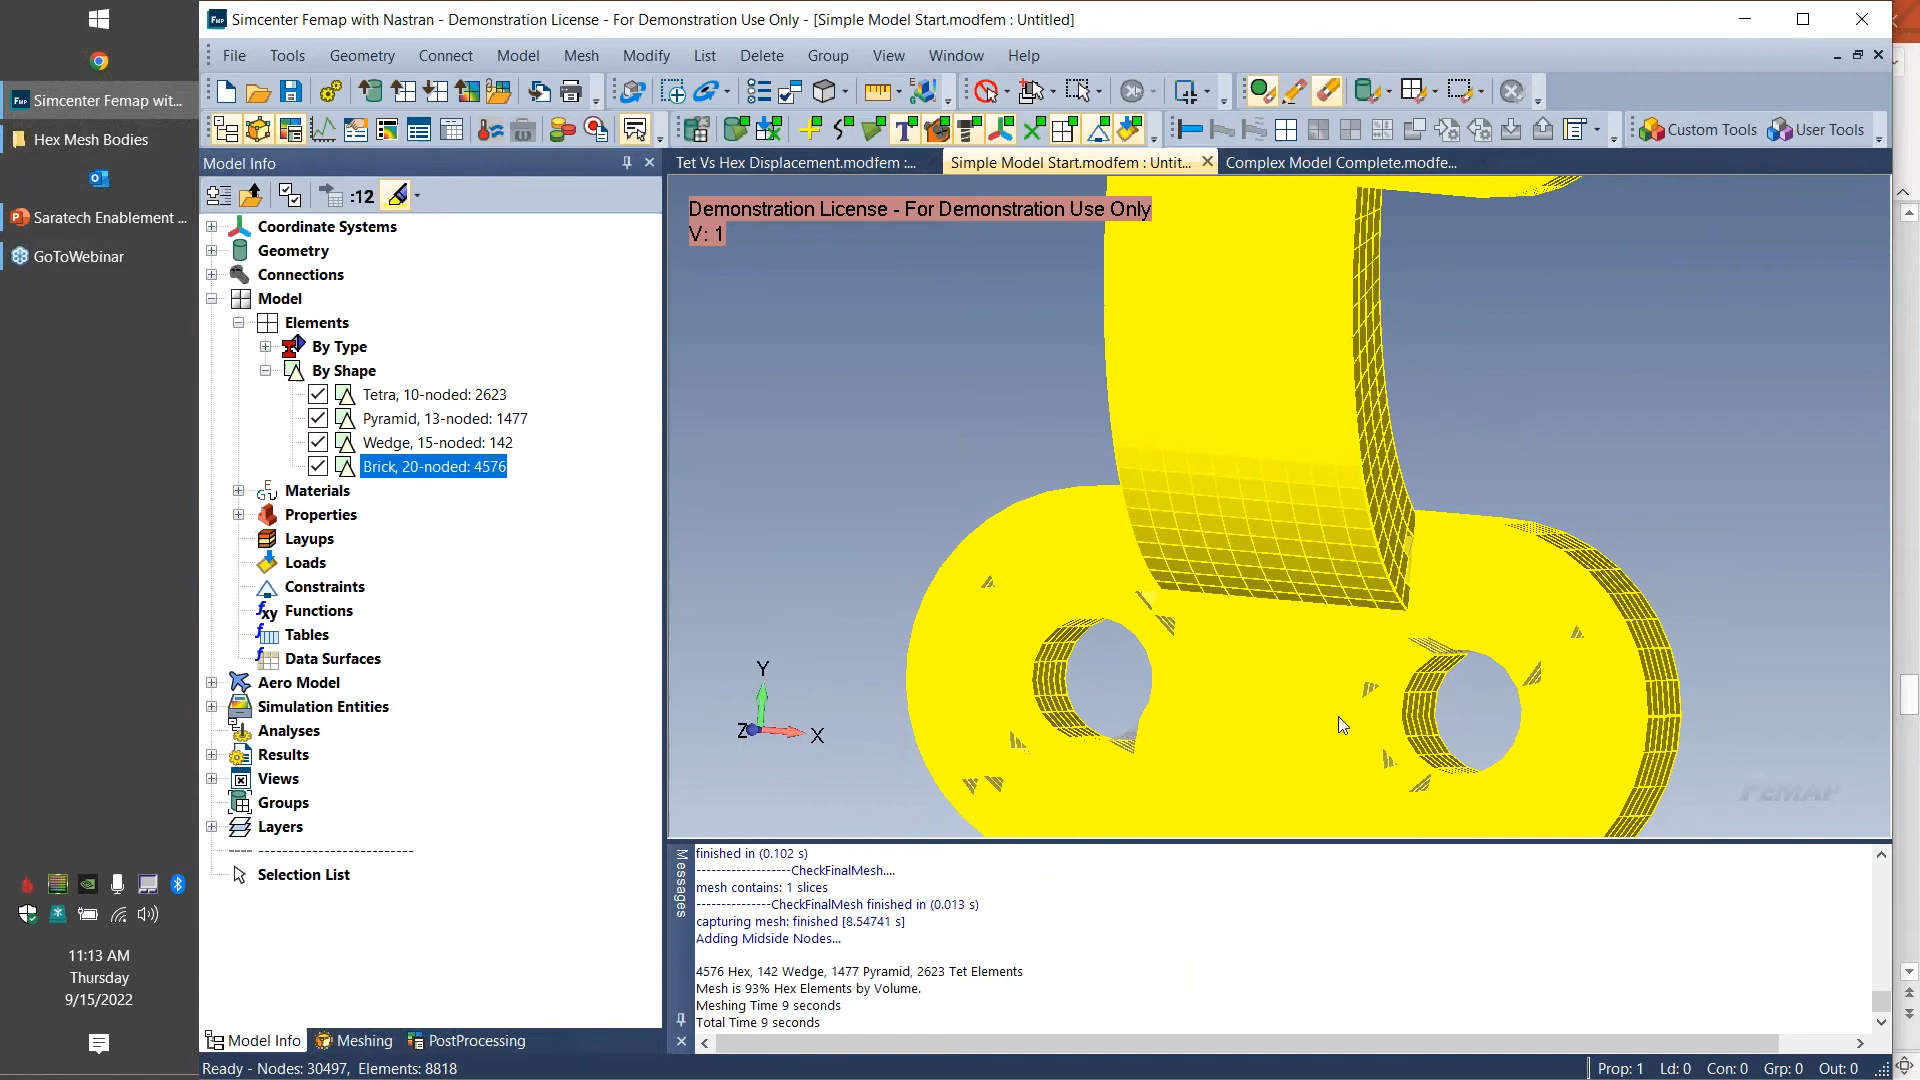 Simcenter Femap with Nastran - Demonstration License - For Demonstration Use Only - [Simple Model Start.modfem : Untitled]
File Tools Geometry Connect Model Mesh Modify List Delete Group View Window Help
Simcenter Femap wit...
Hex Mesh Bodies
Saratech Enablement ...
GoToWebinar
11:13 AM
Thursday
9/15/2022
Custom Tools User Tools
Model Info
Tet Vs Hex Displacement.modfem :...
Simple Model Start.modfem : Untit...
Complex Model Complete.modfe...
:12
Coordinate Systems
Geometry
Connections
Model
Elements
By Type
By Shape
Tetra, 10-noded: 2623
Pyramid, 13-noded: 1477
Wedge, 15-noded: 142
Brick, 20-noded: 4576
Materials
Properties
Layups
Loads
Constraints
Functions
Tables
Data Surfaces
Aero Model
Simulation Entities
Analyses
Results
Views
Groups
Layers
Selection List
Model Info Meshing PostProcessing
Demonstration License - For Demonstration Use Only
V: 1
Y
Z
X
FEMAP
Messages
finished in (0.102 s)
-------------------CheckFinalMesh....
mesh contains: 1 slices
---------------CheckFinalMesh finished in (0.013 s)
capturing mesh: finished [8.54741 s]
Adding Midside Nodes...
4576 Hex, 142 Wedge, 1477 Pyramid, 2623 Tet Elements
Mesh is 93% Hex Elements by Volume.
Meshing Time 9 seconds
Total Time 9 seconds
Ready - Nodes: 30497, Elements: 8818
Prop: 1 Ld: 0 Con: 0 Grp: 0 Out: 0